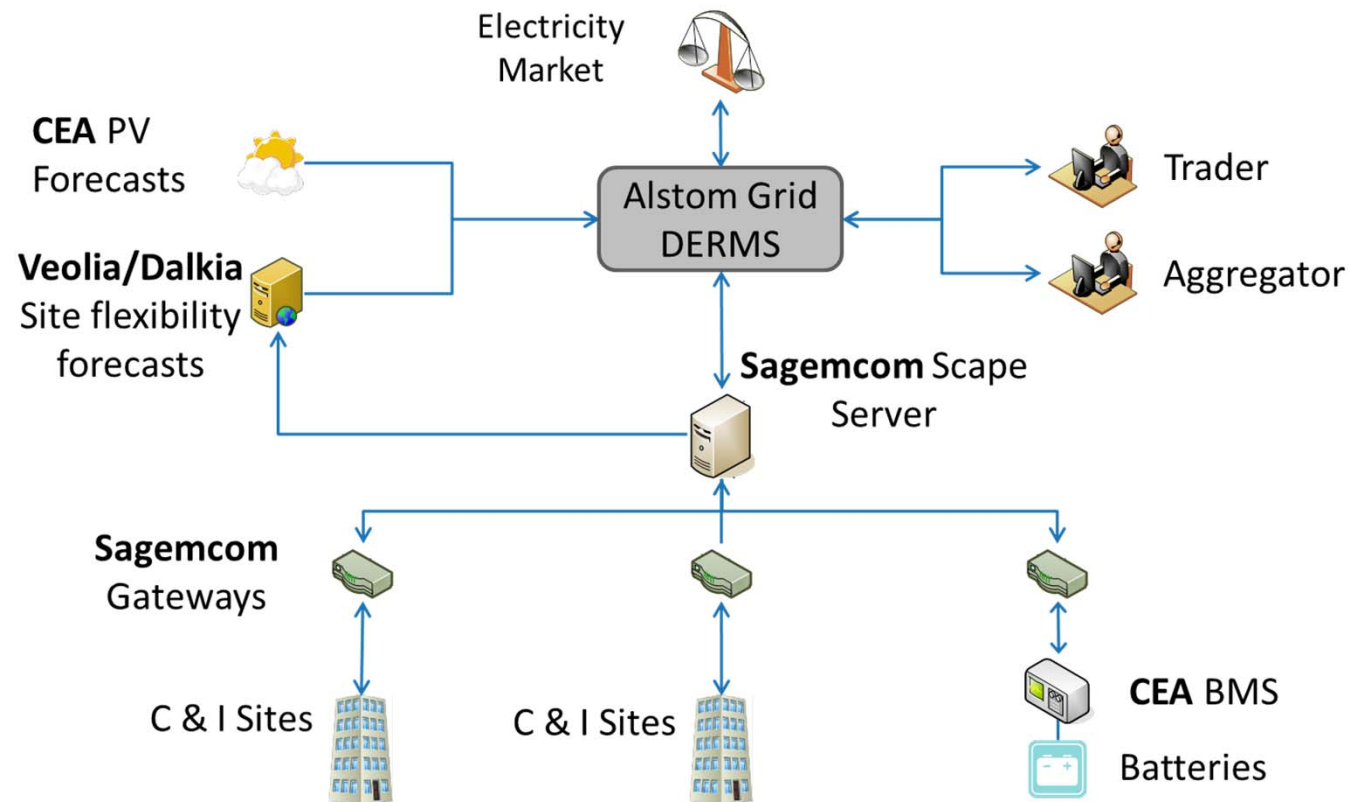 Electricity
Market
CEA PV
Forecasts
Alstom Grid
DERMS
Trader
Veolia/Dalkia
Site flexibility
forecasts
Aggregator
Sagemcom Scape
Server
Sagemcom
Gateways
C & I Sites
C & I Sites
CEA BMS
Batteries